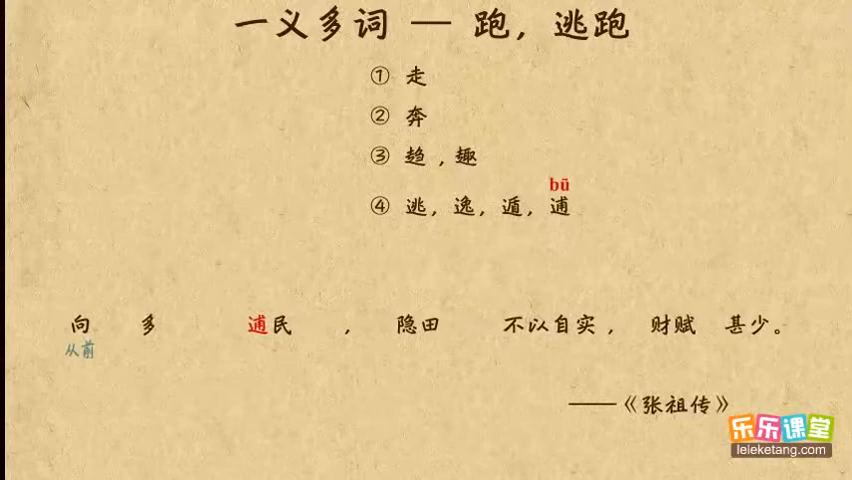 一义多词 — 跑，逃跑
① 走
② 奔
③ 趋，趣
bū
④ 逃，逸，遁，逋
向 多 逋民 ， 隐田 不以自实， 财赋 甚少。
从前
——《张祖传》
乐乐课堂
leleketang.com